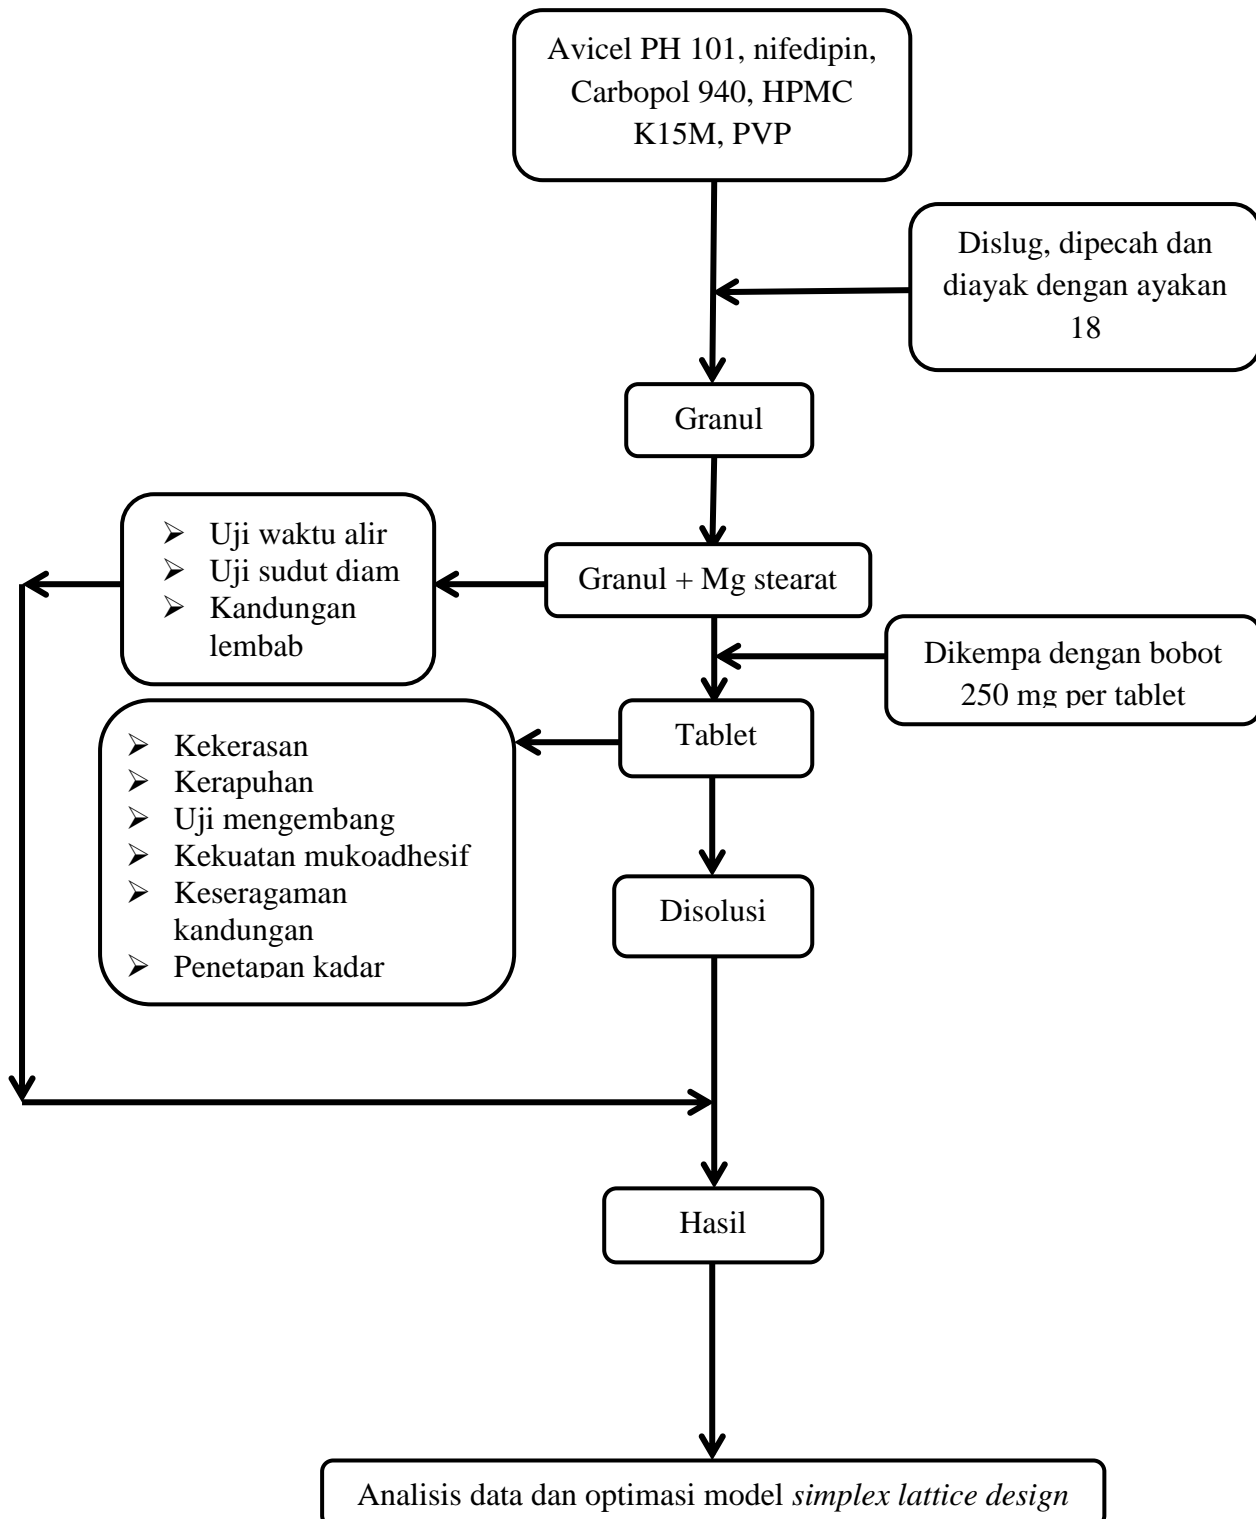 Avicel PH 101, nifedipin,
Carbopol 940, HPMC
K15M, PVP
Dislug, dipecah dan
diayak dengan ayakan
18
Granul
➢ Uji waktu alir
➢ Uji sudut diam
➢ Kandungan
lembab
Granul + Mg stearat
Dikempa dengan bobot
250 mg per tablet
Tablet
➢ Kekerasan
➢ Kerapuhan
➢ Uji mengembang
➢ Kekuatan mukoadhesif
➢ Keseragaman
kandungan
➢ Penetapan kadar
Disolusi
Hasil
Analisis data dan optimasi model simplex lattice design